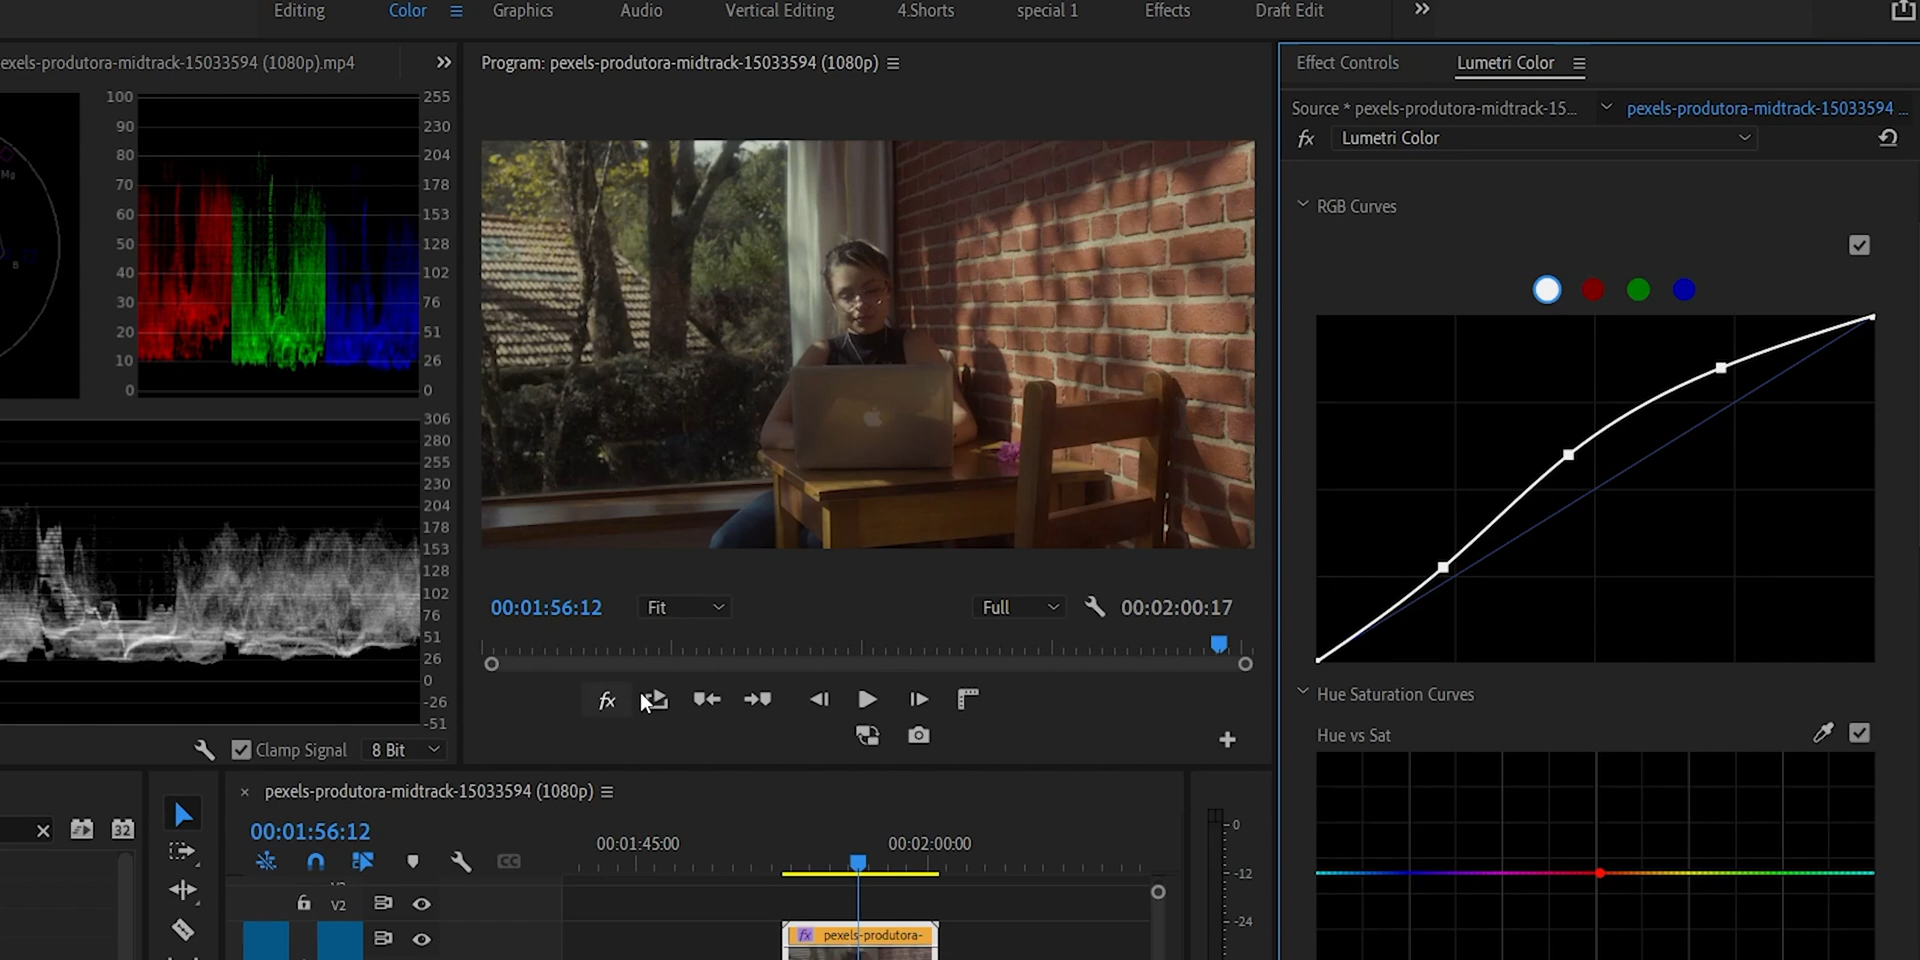 Editing Color Graphics Audio Vertical Editing 4.Shorts special 1 Effects Draft Edit
exels-produtora-midtrack-15033594 (1080p).mp4
Program: pexels-produtora-midtrack-15033594 (1080p)
Effect Controls Lumetri Color
Source * pexels-produtora-midtrack-15... pexels-produtora-midtrack-15033594 ...
fx Lumetri Color
RGB Curves
100 255
90 230
80 204
70 178
60 153
50 128
40 102
30 76
20 51
10 26
0 0
Mg
B
306
280
255
230
204
178
153
128
102
76
51
26
0
-26
-51
00:01:56:12 Fit Full 00:02:00:17
fx
Hue Saturation Curves
Hue vs Sat
Clamp Signal 8 Bit
× pexels-produtora-midtrack-15033594 (1080p)
00:01:56:12
00:01:45:00 00:02:00:00
32
CC
V2
fx pexels-produtora-
0
-12
-24